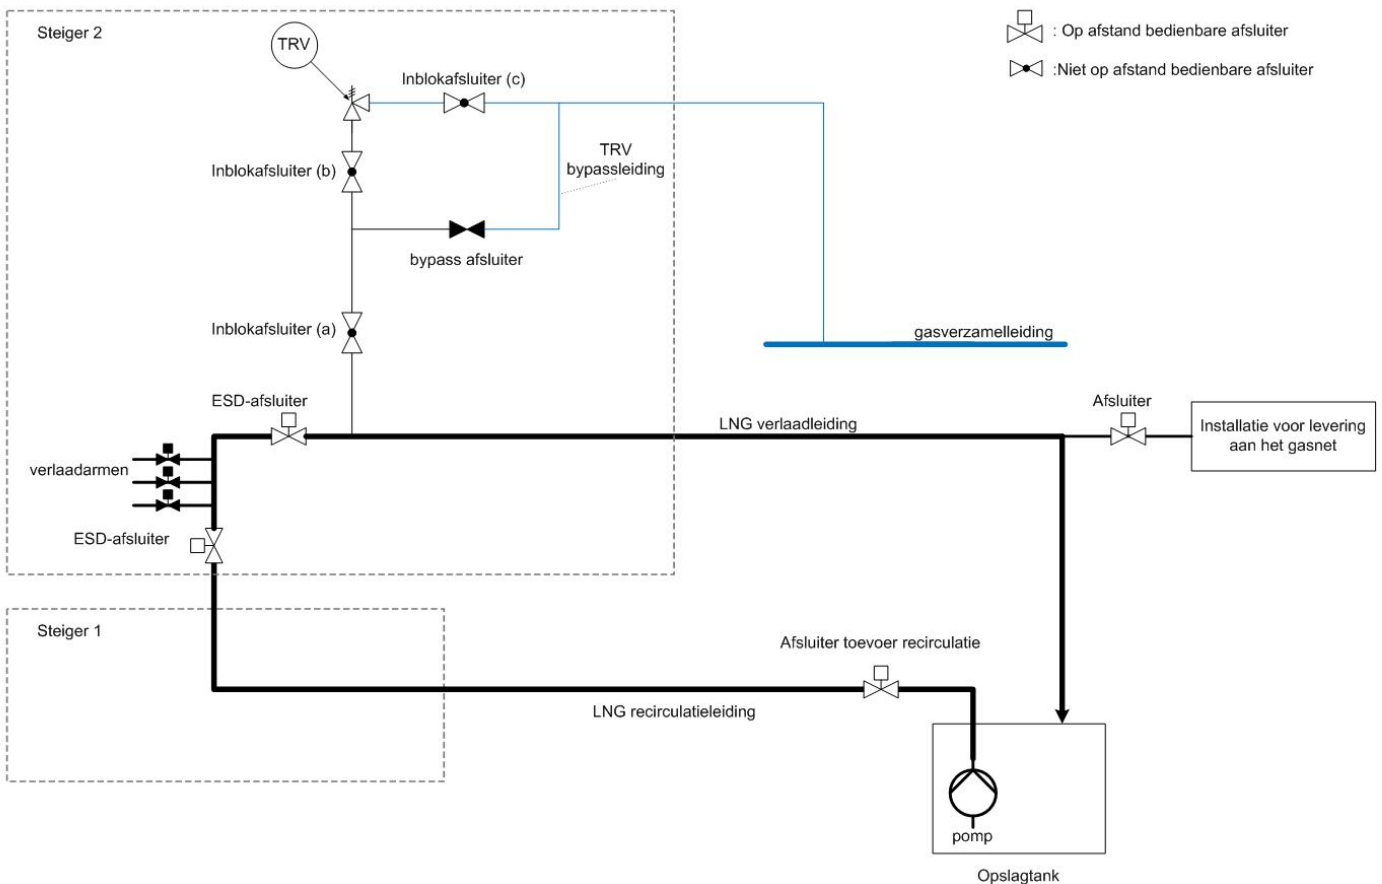 Steiger 2
TRV
Inblokafsluiter (c)
: Op afstand bedienbare afsluiter
:Niet op afstand bedienbare afsluiter
Inblokafsluiter (b)
TRV
bypassleiding
bypass afsluiter
Inblokafsluiter (a)
gasverzamelleiding
ESD-afsluiter
LNG verlaadleiding
Afsluiter
Installatie voor levering
aan het gasnet
verlaadarmen
ESD-afsluiter
Steiger 1
Afsluiter toevoer recirculatie
LNG recirculatieleiding
pomp
Opslagtank